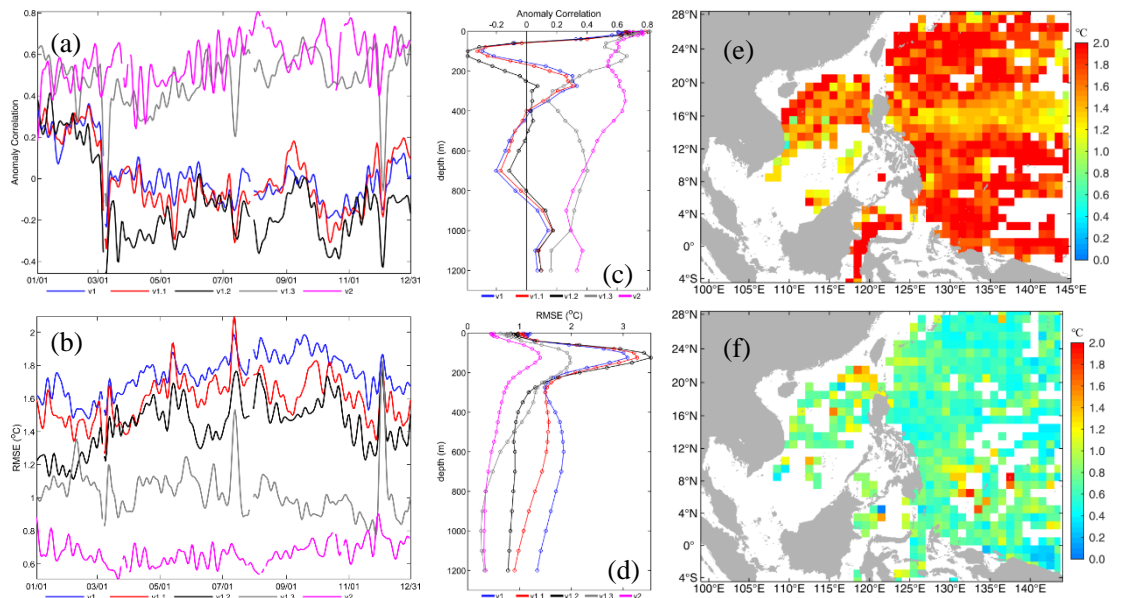 (a)
Anomaly Correlation
0.8
0.6
0.4
0.2
0
-0.2
-0.4
01/01 03/01 05/01 07/01 09/01 11/01 12/31
v1 v1.1 v1.2 v1.3 v2
(b)
RMSE (°C)
2
1.8
1.6
1.4
1.2
1
0.8
0.6
01/01 03/01 05/01 07/01 09/01 11/01 12/31
v1 v1.1 v1.2 v1.3 v2
Anomaly Correlation
0 0.2 0.4 0.6 0.8
depth (m)
0
200
400
600
800
1000
1200
(c)
v1 v1.1 v1.2 v1.3 v2
RMSE (°C)
0 1 2 3
depth (m)
0
200
400
600
800
1000
1200
(d)
v1 v1.1 v1.2 v1.3 v2
(e)
28°N
24°N
20°N
16°N
12°N
8°N
4°N
0°
4°S
100°E 105°E 110°E 115°E 120°E 125°E 130°E 135°E 140°E 145°E
°C
2.0
1.8
1.6
1.4
1.2
1.0
0.8
0.6
0.4
0.2
0.0
(f)
28°N
24°N
20°N
16°N
12°N
8°N
4°N
0°
4°S
100°E 105°E 110°E 115°E 120°E 125°E 130°E 135°E 140°E
°C
2.0
1.8
1.6
1.4
1.2
1.0
0.8
0.6
0.4
0.2
0.0